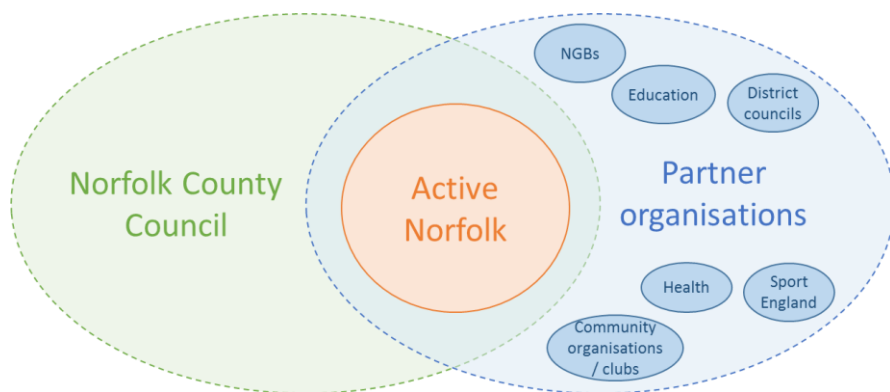 Norfolk County
Council
Active
Norfolk
Partner
organisations
NGBs
Education
District
councils
Health
Sport
England
Community
organisations
/ clubs